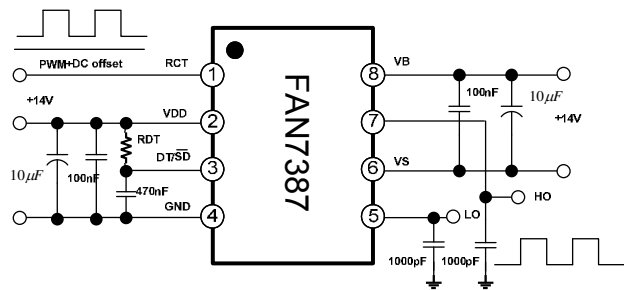 PWM+DC offset
RCT
1
+14V
VDD
2
RDT
DT/SD
3
10μF
100nF
470nF
GND
4
FAN7387
8
VB
100nF
10μF
+14V
7
6
VS
HO
5
LO
1000pF
1000pF